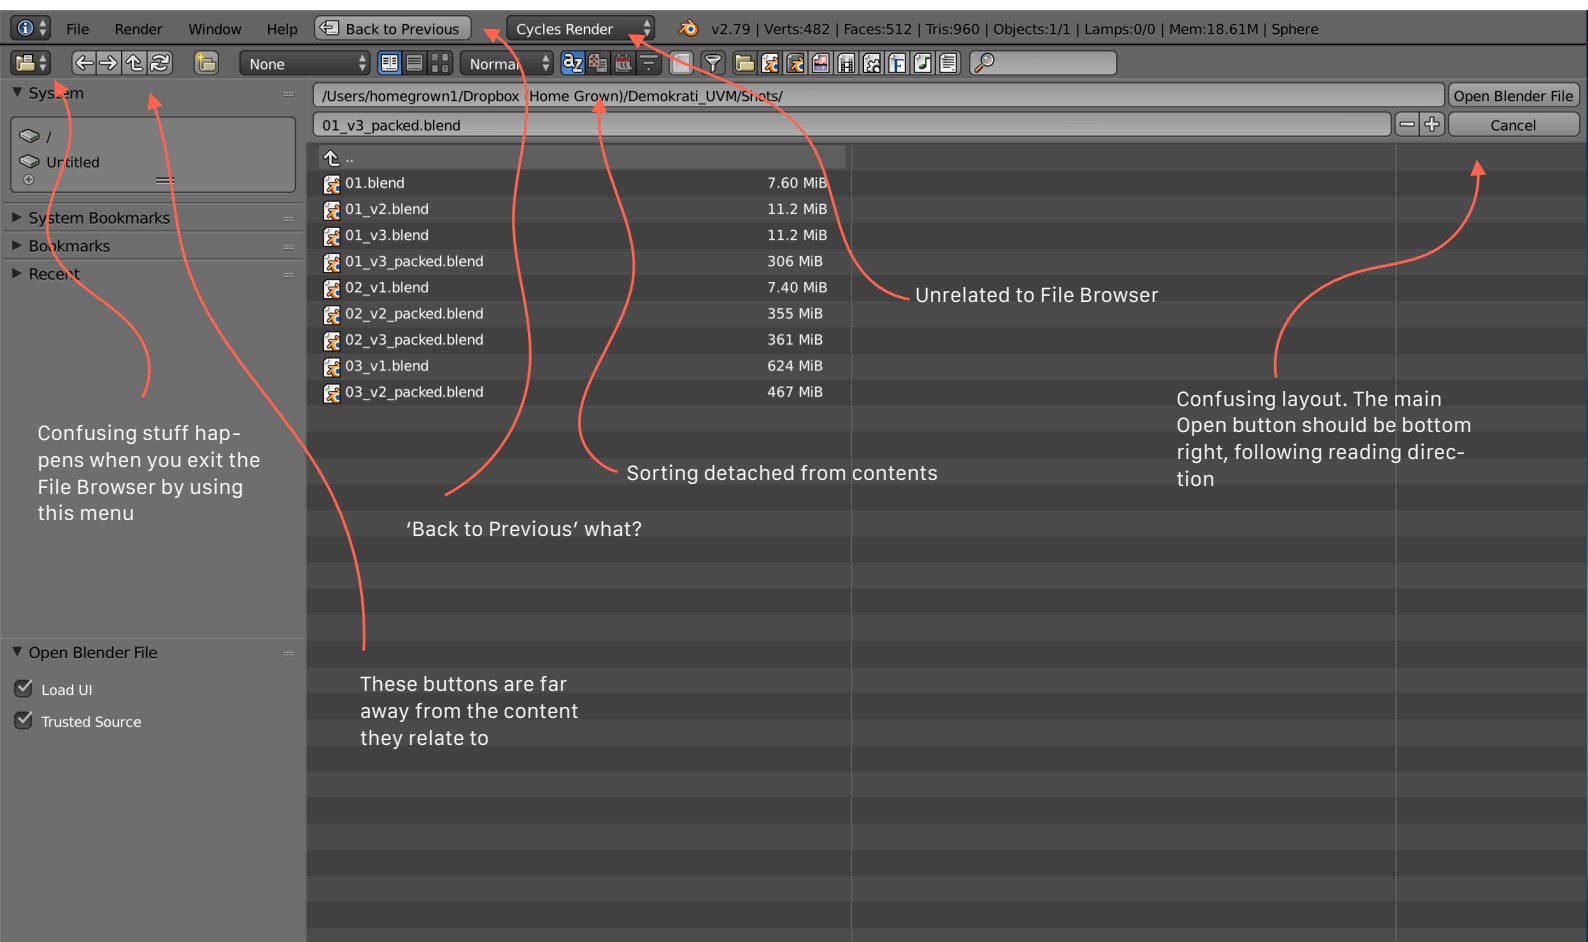 File Render Window Help Back to Previous Cycles Render v2.79 | Verts:482 | Faces:512 | Tris:960 | Objects:1/1 | Lamps:0/0 | Mem:18.61M | Sphere
None Normal
System
/Users/homegrown1/Dropbox (Home Grown)/Demokrati_UVM/Shots/ Open Blender File
01_v3_packed.blend Cancel
/
Untitled
System Bookmarks
Bookmarks
Recent
..
01.blend 7.60 MiB
01_v2.blend 11.2 MiB
01_v3.blend 11.2 MiB
01_v3_packed.blend 306 MiB
02_v1.blend 7.40 MiB
02_v2_packed.blend 355 MiB
02_v3_packed.blend 361 MiB
03_v1.blend 624 MiB
03_v2_packed.blend 467 MiB
Unrelated to File Browser
Confusing layout. The main
Open button should be bottom
right, following reading direc-
tion
Confusing stuff hap-
pens when you exit the
File Browser by using
this menu
Sorting detached from contents
‘Back to Previous’ what?
These buttons are far
away from the content
they relate to
Open Blender File
Load UI
Trusted Source